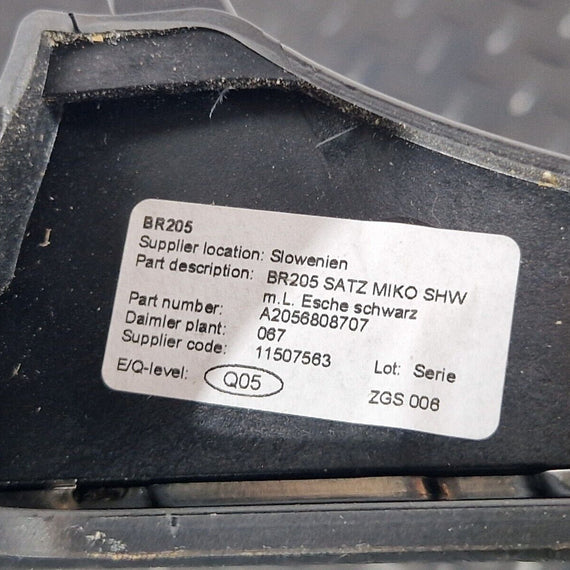 BR205
Supplier location: Slowenien
Part description: BR205 SATZ MIKO SHW
m.L. Esche schwarz
Part number: A2056808707
Daimler plant: 067
Supplier code: 11507563 Lot: Serie
E/Q-level: Q05 ZGS 006